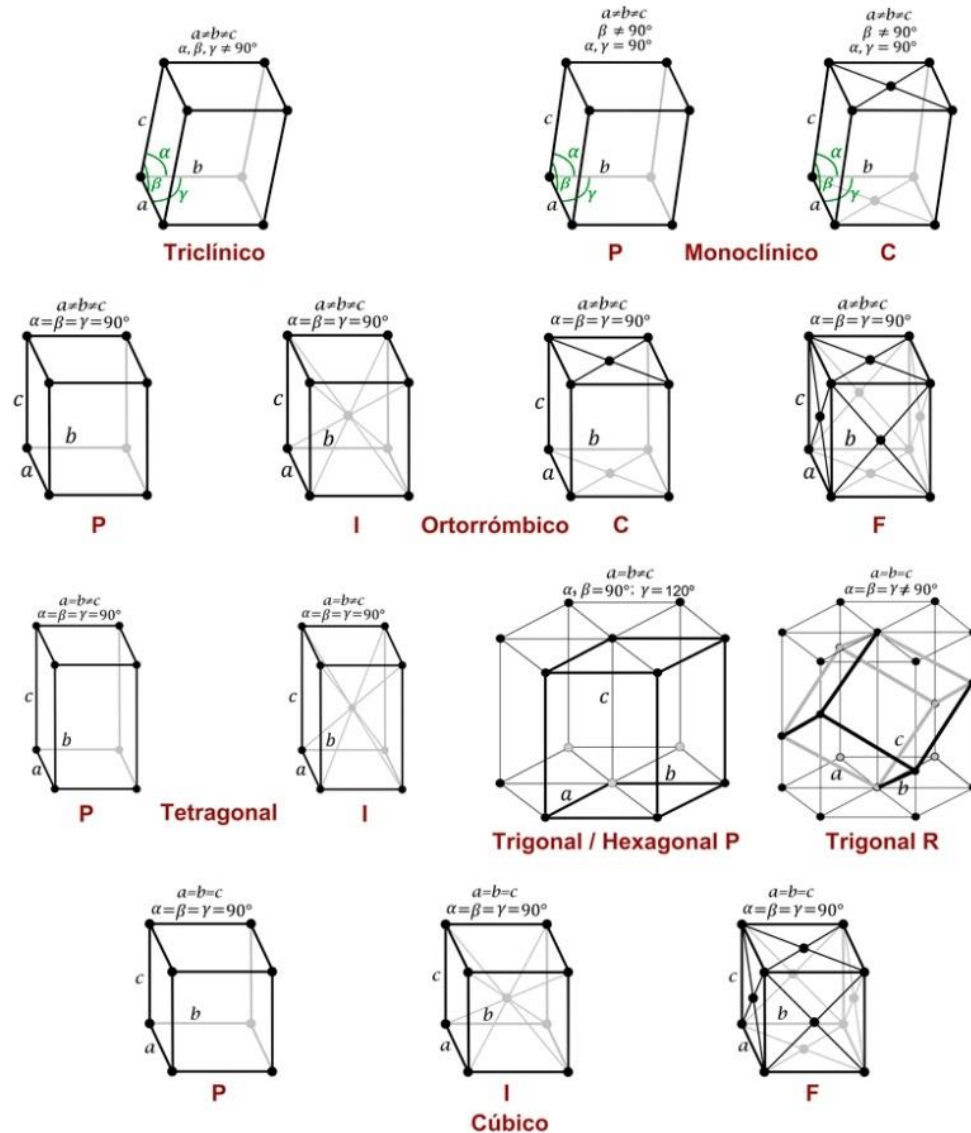 a≠b≠c
α, β, γ ≠ 90°
c
α
b
β
γ
a
Triclínico
a≠b≠c
β ≠ 90°
α, γ = 90°
c
α
b
β
γ
a
P
Monoclínico
a≠b≠c
β ≠ 90°
α, γ = 90°
c
α
b
β
γ
a
C
a≠b≠c
α=β=γ=90°
c
b
a
P
a≠b≠c
α=β=γ=90°
c
b
a
I
Ortorrómbico
a≠b≠c
α=β=γ=90°
c
b
a
C
a≠b≠c
α=β=γ=90°
c
b
a
F
a=b≠c
α=β=γ=90°
c
b
a
P
Tetragonal
a=b≠c
α=β=γ=90°
c
b
a
I
a=b≠c
α, β=90°; γ=120°
c
b
a
Trigonal / Hexagonal P
a=b=c
α=β=γ≠90°
c
a
b
Trigonal R
a=b=c
α=β=γ=90°
c
b
a
P
a=b=c
α=β=γ=90°
c
b
a
I
a=b=c
α=β=γ=90°
c
b
a
F
Cúbico